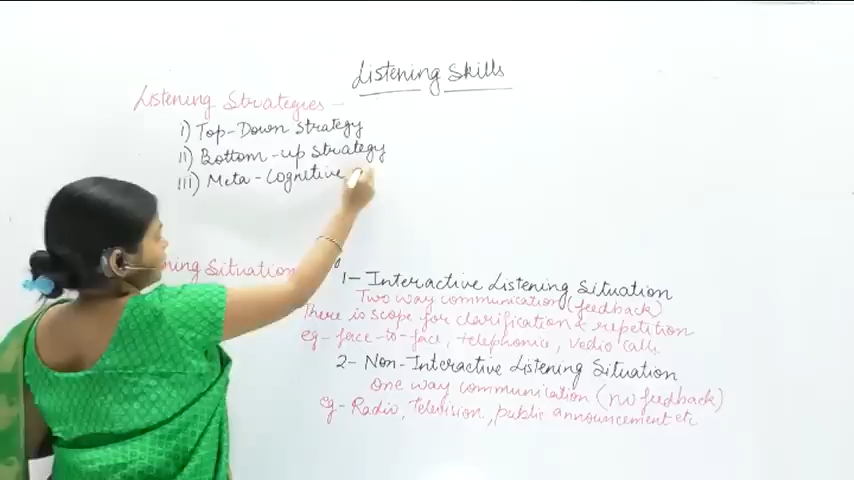 Listening Skills
Listening Strategies -
i) Top-Down Strategy
ii) Bottom-up Strategy
iii) Meta-Cognitive
ning Situation
1- Interactive Listening Situation
Two way communication (feedback)
There is scope for clarification & repetition
eg- face-to-face, telephonic, vedio calls
2- Non-Interactive Listening Situation
One way communication (no feedback)
eg- Radio, Television, public announcement etc